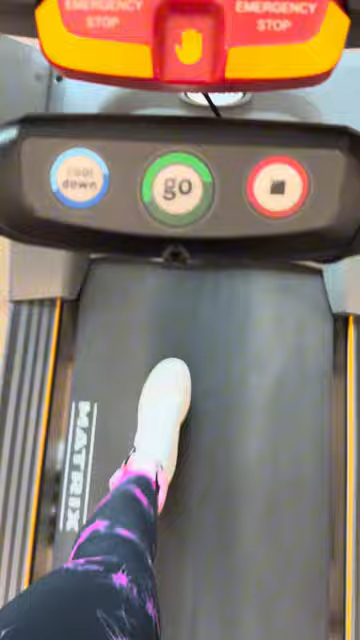 EMERGENCY
STOP
EMERGENCY
STOP
cool
down
go
MATRIX